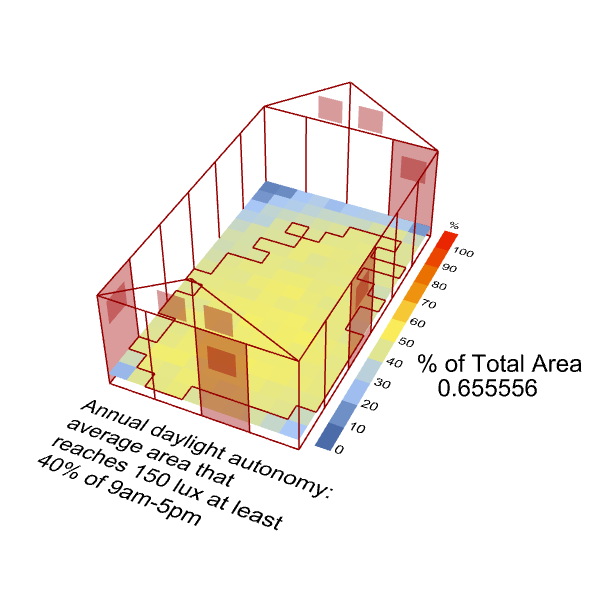 %
100
90
80
70
60
50
40
30
20
10
0
% of Total Area
0.655556
Annual daylight autonomy:
average area that
reaches 150 lux at least
40% of 9am-5pm